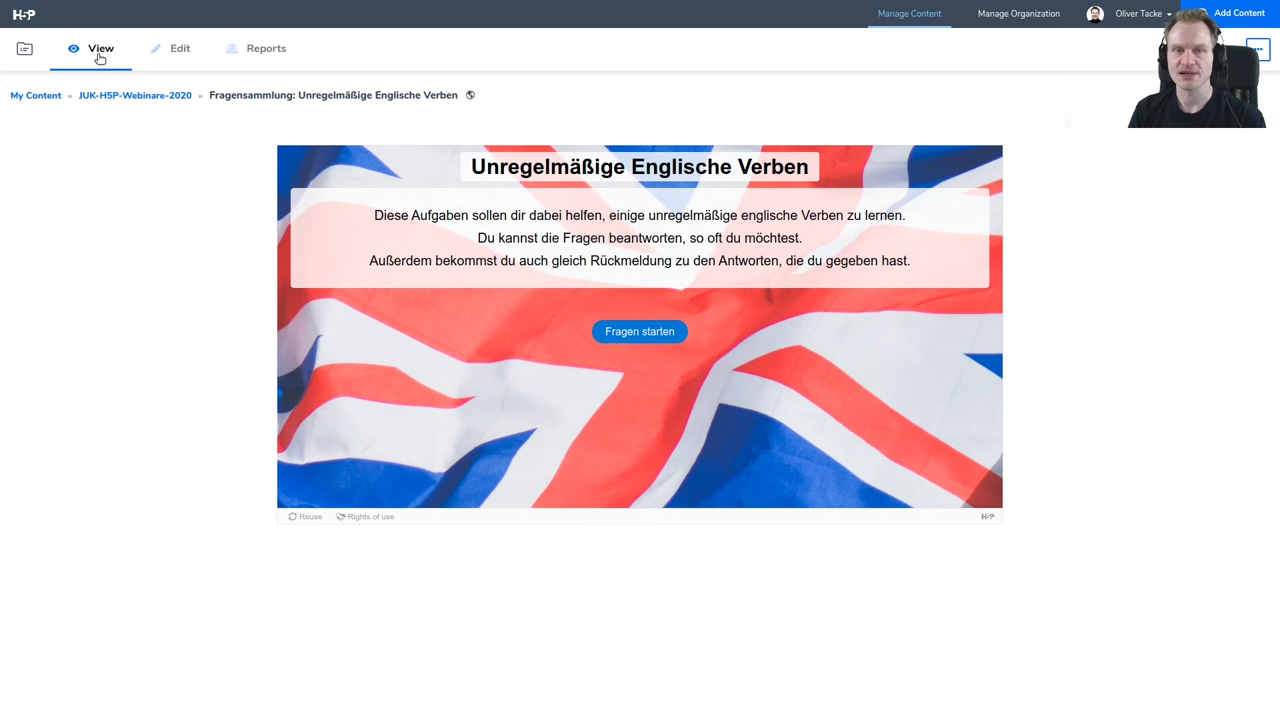 H5P
Manage Content
Manage Organization
Oliver Tacke
Add Content
View
Edit
Reports
My Content » JUK-H5P-Webinare-2020 » Fragensammlung: Unregelmäßige Englische Verben
Unregelmäßige Englische Verben
Diese Aufgaben sollen dir dabei helfen, einige unregelmäßige englische Verben zu lernen.
Du kannst die Fragen beantworten, so oft du möchtest.
Außerdem bekommst du auch gleich Rückmeldung zu den Antworten, die du gegeben hast.
Fragen starten
Reuse
Rights of use
H5P